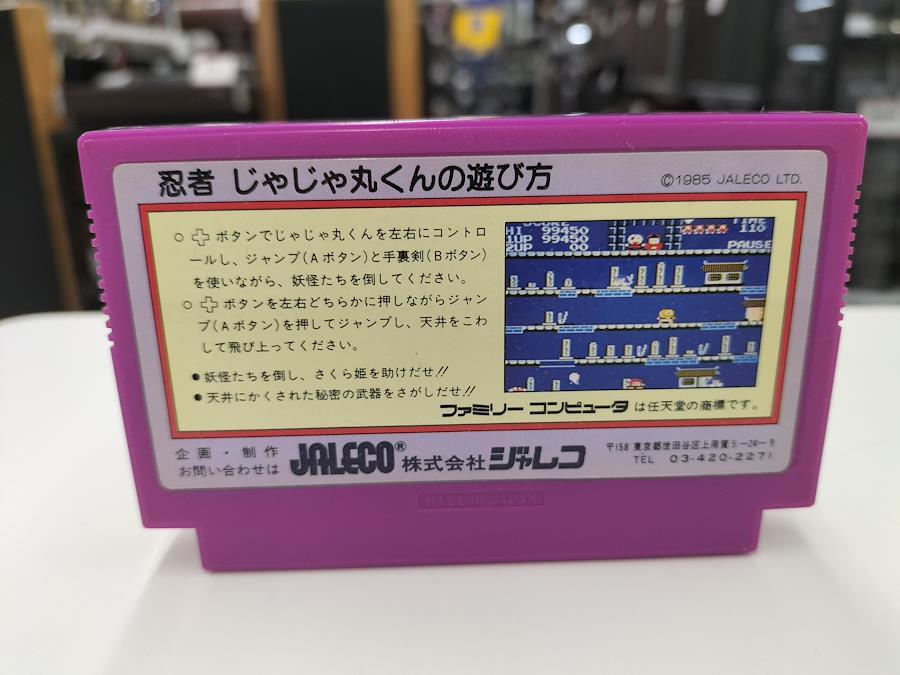 忍者 じゃじゃ丸くんの遊び方
©1985 JALECO LTD.
○ ボタンでじゃじゃ丸くんを左右にコントロ
ールし、ジャンプ(Aボタン)と手裏剣(Bボタン)
を使いながら、妖怪たちを倒してください。
○ ボタンを左右どちらかに押しながらジャン
プ(Aボタン)を押してジャンプし、天井をこわ
して飛び上ってください。
●妖怪たちを倒し、さくら姫を助けだせ!!
●天井にかくされた秘密の武器をさがしだせ!!
SCORE TIME
HI 99450 116
1UP 99450 PAUSE
2UP 00
ファミリーコンピュータは任天堂の商標です。
企画・制作
お問い合わせは
JALECO® 株式会社ジャレコ
〒158 東京都世田谷区上用賀5-24-9
TEL 03-420-2271
MADE IN JAPAN